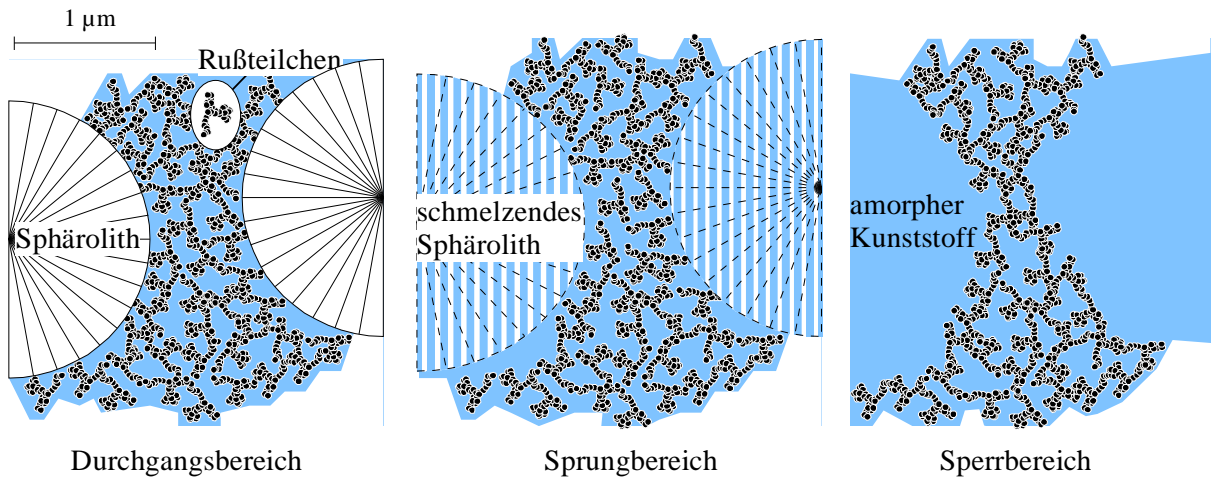 1 µm
Rußteilchen
Sphärolith
schmelzendes
Sphärolith
amorpher
Kunststoff
Durchgangsbereich
Sprungbereich
Sperrbereich